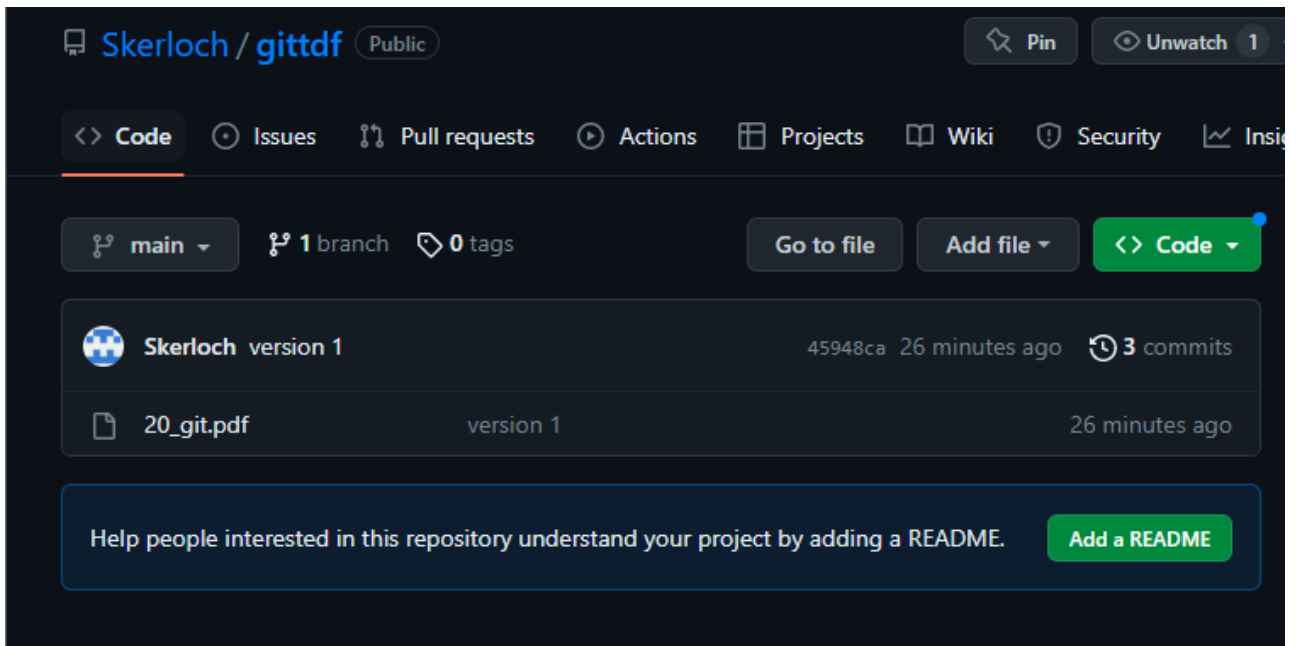 Skerloch / gittdf Public Pin Unwatch 1
Code Issues Pull requests Actions Projects Wiki Security
main 1 branch 0 tags Go to file Add file Code
Skerloch version 1 45948ca 26 minutes ago 3 commits
20_git.pdf version 1 26 minutes ago
Help people interested in this repository understand your project by adding a README. Add a README